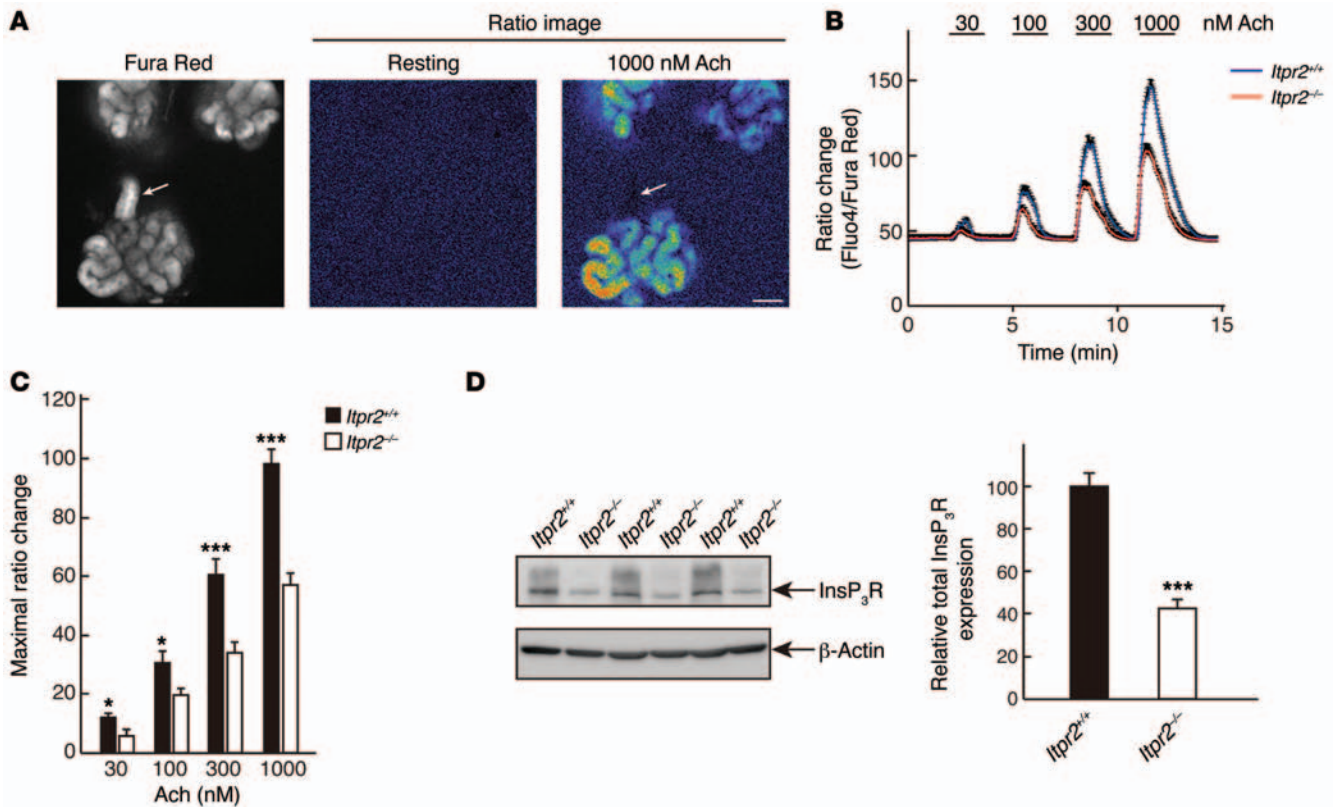 A
Ratio image
Fura Red
Resting
1000 nM Ach
B
30 100 300 1000 nM Ach
Ratio change
(Fluo4/Fura Red)
150
100
50
0
0 5 10 15
Time (min)
Itpr2+/+
Itpr2–/–
C
Maximal ratio change
120
100
80
60
40
20
0
* * *** ***
30 100 300 1000
Ach (nM)
Itpr2+/+
Itpr2–/–
D
Itpr2+/+ Itpr2–/– Itpr2+/+ Itpr2–/– Itpr2+/+ Itpr2–/–
InsP3R
β-Actin
Relative total InsP3R
expression
100
80
60
40
20
0
***
Itpr2+/+ Itpr2–/–